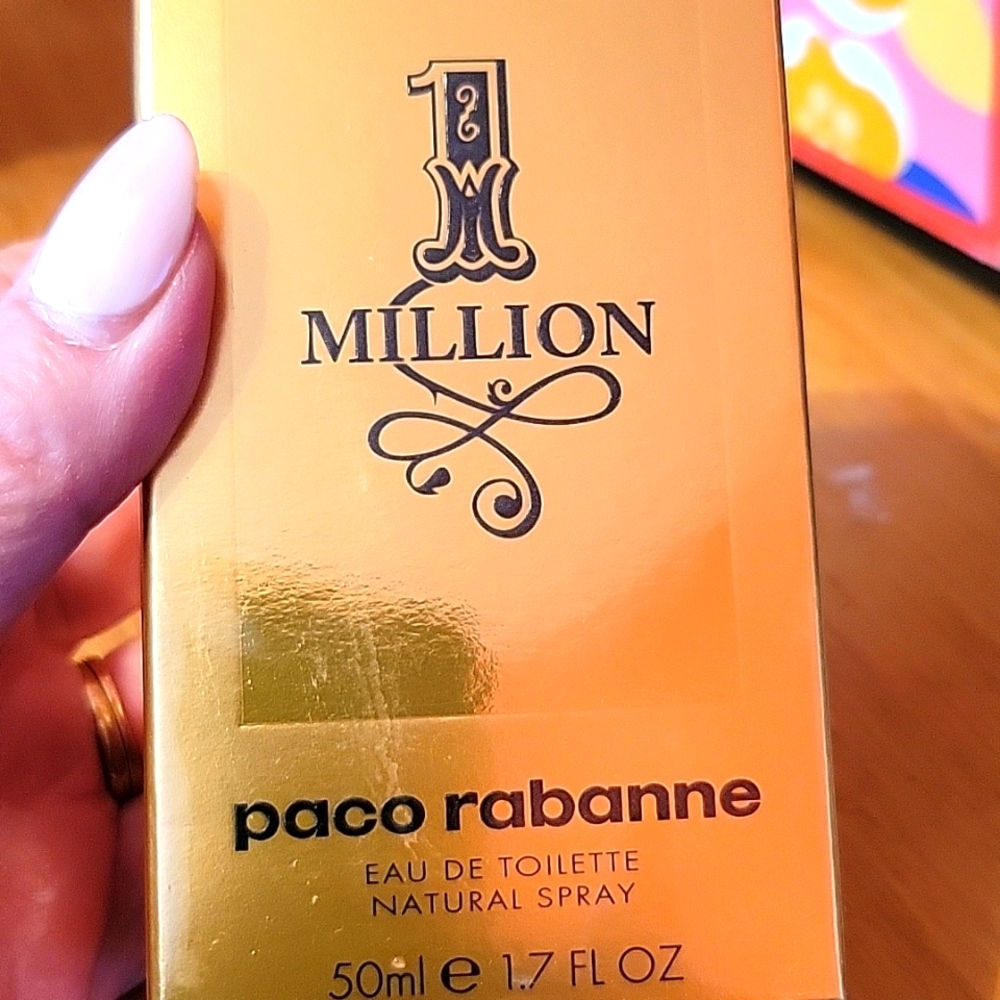 1
MILLION
paco rabanne
EAU DE TOILETTE
NATURAL SPRAY
50ml e 1.7 FL OZ